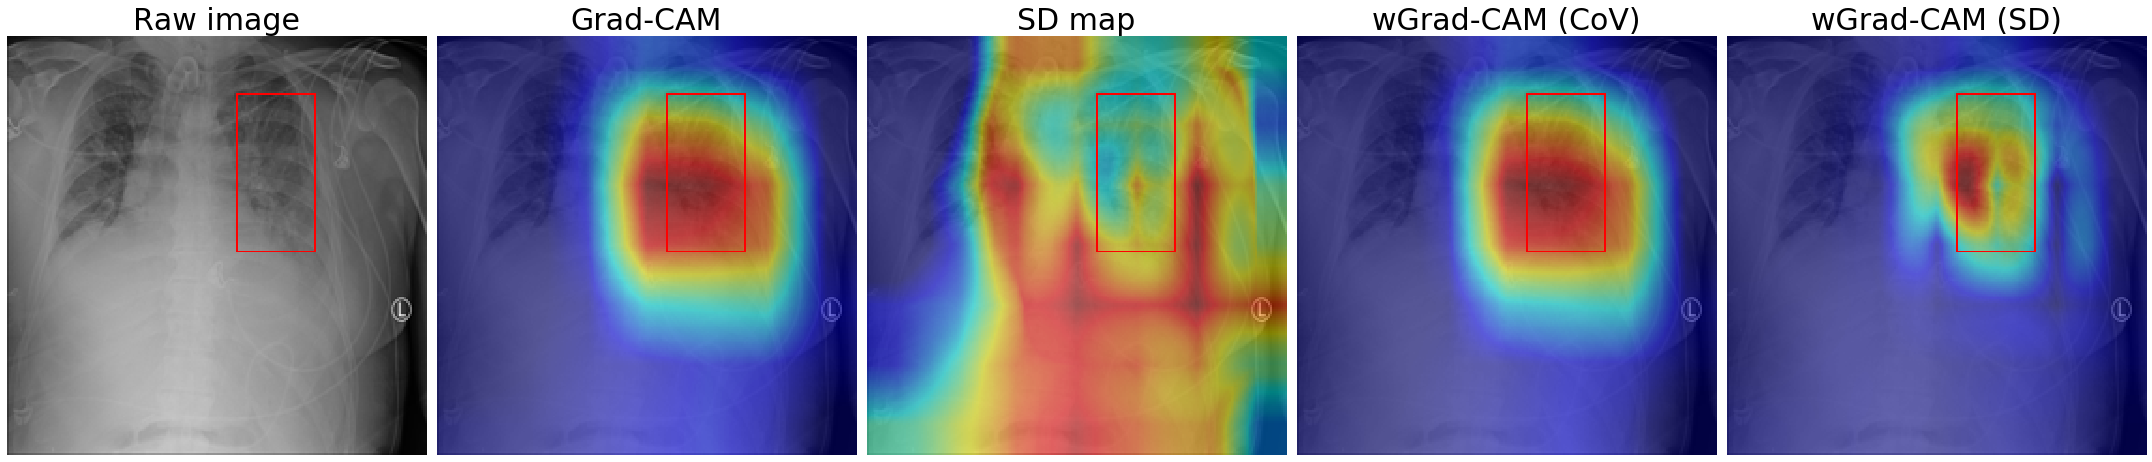 Raw image
Grad-CAM
SD map
wGrad-CAM (CoV)
wGrad-CAM (SD)
L
L
L
L
L